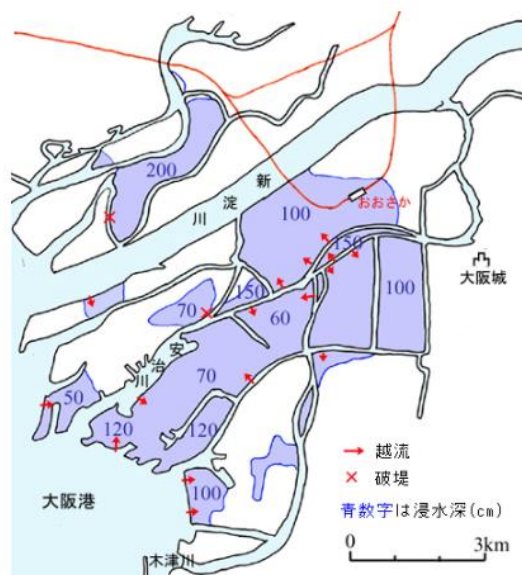 200
新
淀
川
100
おおさか
150
大阪城
150
100
70
60
安
治
川
70
50
120
120
100
大阪港
木津川
越流
破堤
青数字は浸水深(cm)
0
3km